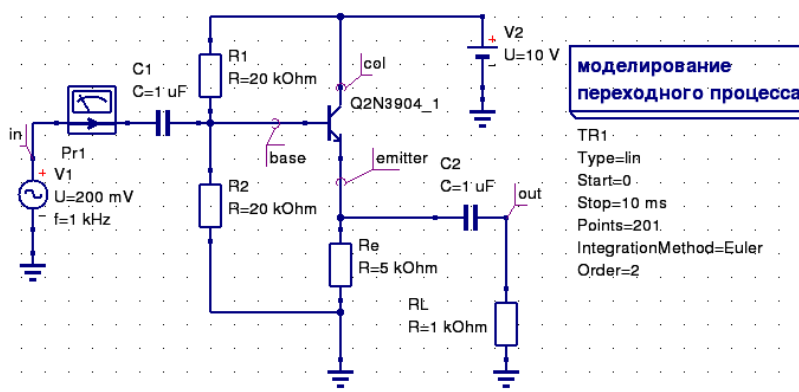 R1
R=20 kOhm
col
V2
U=10 V
C1
C=1 uF
Q2N3904_1
in
Pr1
V1
U=200 mV
f=1 kHz
base
emitter
R2
R=20 kOhm
C2
C=1 uF
out
Re
R=5 kOhm
RL
R=1 kOhm
моделирование
переходного процесса
TR1
Type=lin
Start=0
Stop=10 ms
Points=201
IntegrationMethod=Euler
Order=2